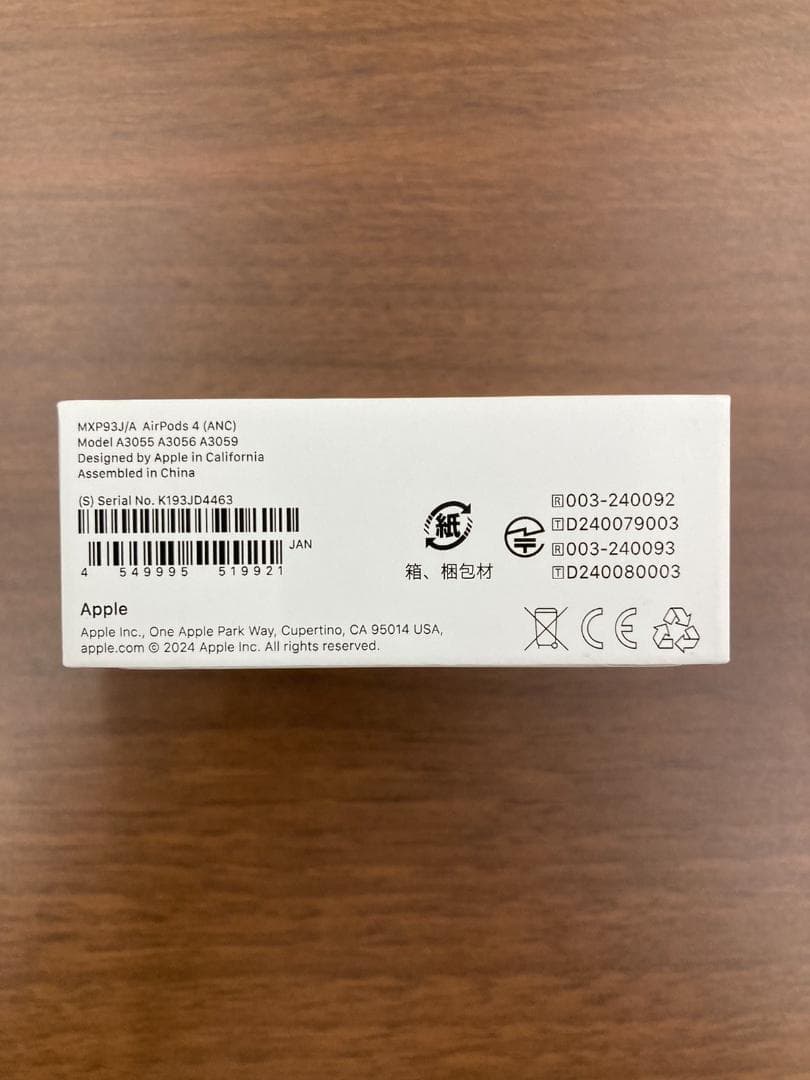 MXP93J/A AirPods 4 (ANC)
Model A3055 A3056 A3059
Designed by Apple in California
Assembled in China
(S) Serial No. K193JD4463
JAN
4 549995 519921
Apple
Apple Inc., One Apple Park Way, Cupertino, CA 95014 USA,
apple.com © 2024 Apple Inc. All rights reserved.
紙
箱、梱包材
R003-240092
TD240079003
R003-240093
TD240080003
CE